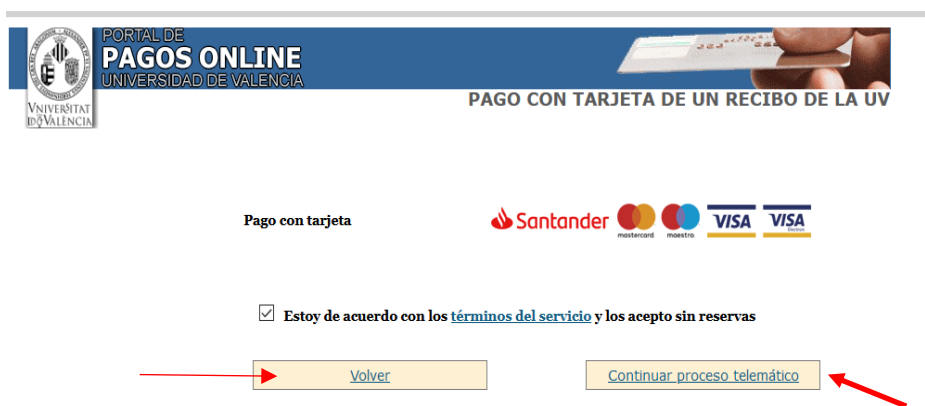 PORTAL DE
PAGOS ONLINE
UNIVERSIDAD DE VALENCIA
VNIVERSITAT
ID VALÈNCIA
PAGO CON TARJETA DE UN RECIBO DE LA UV
Pago con tarjeta
Santander
mastercard
maestro
VISA
VISA
Electron
Estoy de acuerdo con los términos del servicio y los acepto sin reservas
Volver
Continuar proceso telemático